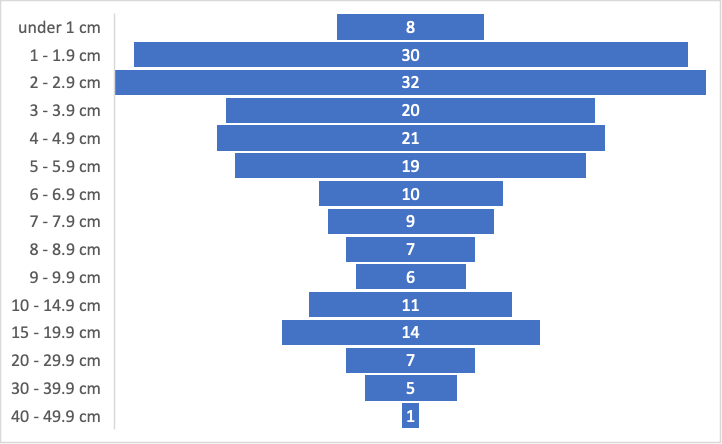 under 1 cm 8
1 - 1.9 cm 30
2 - 2.9 cm 32
3 - 3.9 cm 20
4 - 4.9 cm 21
5 - 5.9 cm 19
6 - 6.9 cm 10
7 - 7.9 cm 9
8 - 8.9 cm 7
9 - 9.9 cm 6
10 - 14.9 cm 11
15 - 19.9 cm 14
20 - 29.9 cm 7
30 - 39.9 cm 5
40 - 49.9 cm 1